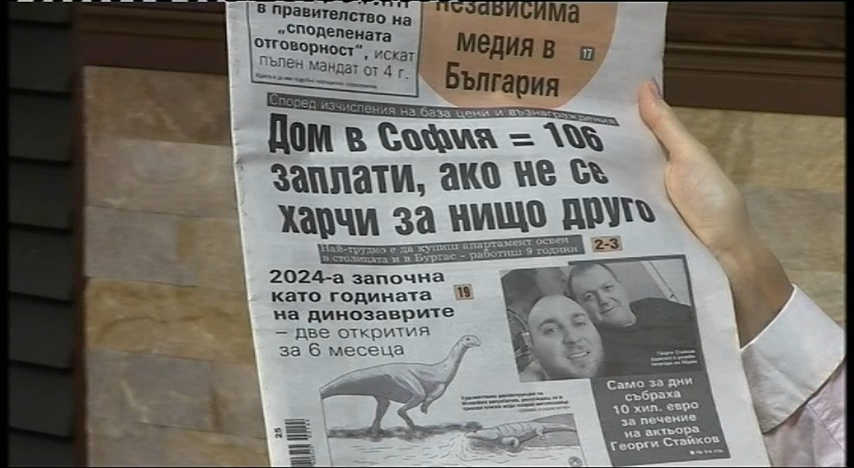 в правителство на
„споделената
отговорност", искат
пълен мандат от 4 г.
независима
медия в
България
17
Според изчисления на база цени и възнаграждения
Дом в София = 106
заплати, ако не се
харчи за нищо друго
Най-трудно е да купиш апартамент освен
в столицата и в Бургас - работиш 9 години
2-3
2024-а започна
като годината
на динозаврите
– две открития
за 6 месеца
19
Георги Стайков
Само за дни
събраха
10 хил. евро
за лечение
на актьора
Георги Стайков
25